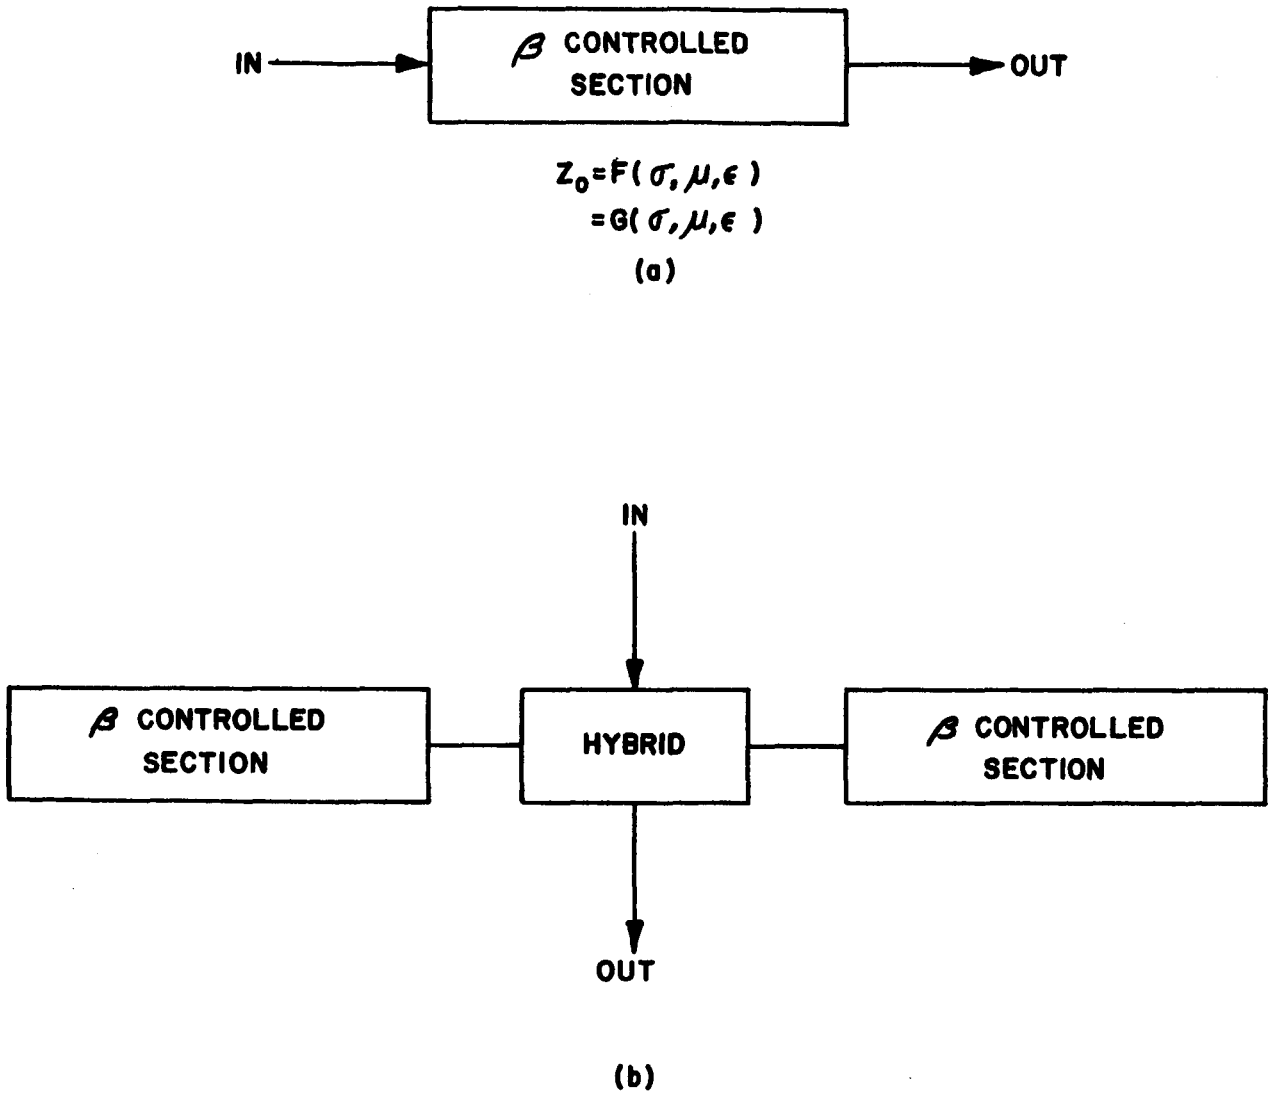 β CONTROLLED
SECTION
IN
OUT
Z₀=F(σ,μ,ϵ)
=G(σ,μ,ϵ)
(a)
IN
β CONTROLLED
SECTION
HYBRID
β CONTROLLED
SECTION
OUT
(b)